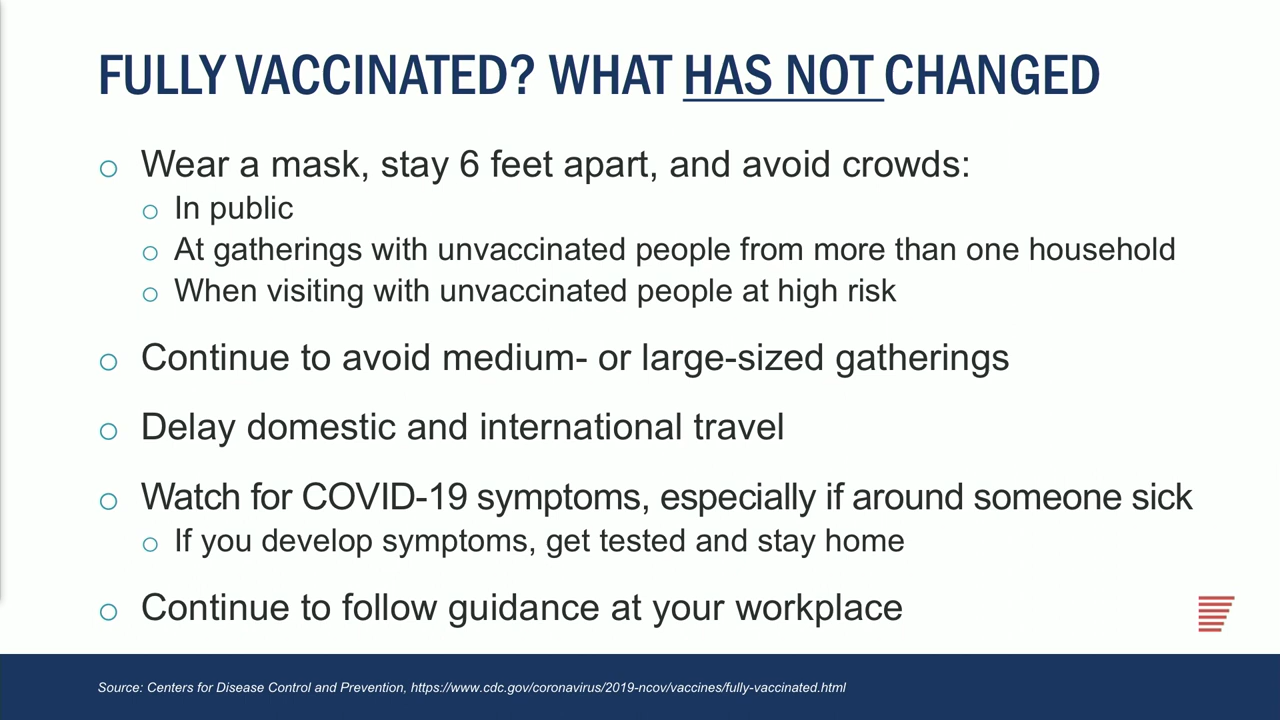 FULLY VACCINATED? WHAT HAS NOT CHANGED
Wear a mask, stay 6 feet apart, and avoid crowds:
In public
At gatherings with unvaccinated people from more than one household
When visiting with unvaccinated people at high risk
Continue to avoid medium- or large-sized gatherings
Delay domestic and international travel
Watch for COVID-19 symptoms, especially if around someone sick
If you develop symptoms, get tested and stay home
Continue to follow guidance at your workplace
Source: Centers for Disease Control and Prevention, https://www.cdc.gov/coronavirus/2019-ncov/vaccines/fully-vaccinated.html